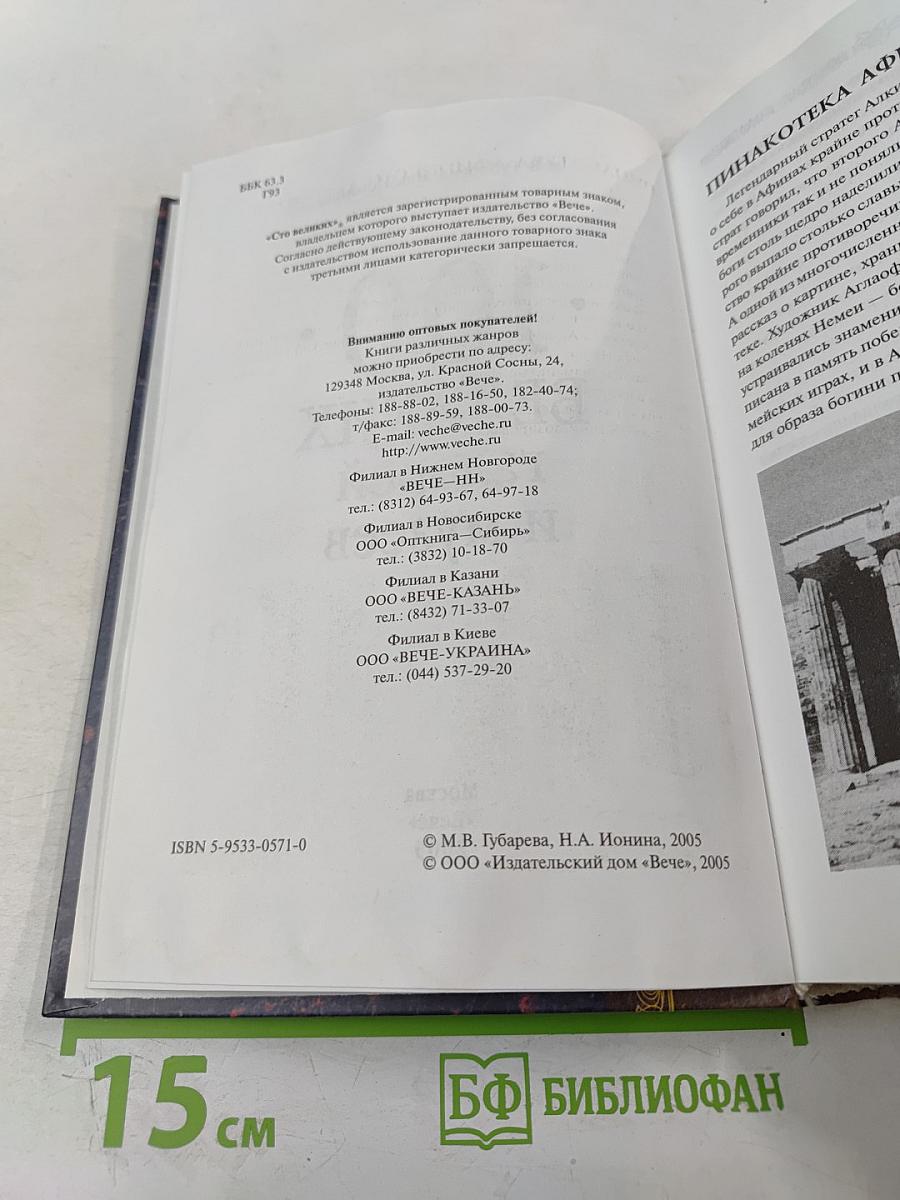 ББК 63.3
Г93
«Сто великих», является зарегистрированным товарным знаком,
владельцем которого выступает издательство «Вече».
Согласно действующему законодательству, без согласования
с издательством использование данного товарного знака
третьими лицами категорически запрещается.
Вниманию оптовых покупателей!
Книги различных жанров
можно приобрести по адресу:
129348 Москва, ул. Красной Сосны, 24,
издательство «Вече».
Телефоны: 188-88-02, 188-16-50, 182-40-74;
т/факс: 188-89-59, 188-00-73.
E-mail: veche@veche.ru
http://www.veche.ru
Филиал в Нижнем Новгороде
«ВЕЧЕ—НН»
тел.: (8312) 64-93-67, 64-97-18
Филиал в Новосибирске
ООО «Опткнига—Сибирь»
тел.: (3832) 10-18-70
Филиал в Казани
ООО «ВЕЧЕ-КАЗАНЬ»
тел.: (8432) 71-33-07
Филиал в Киеве
ООО «ВЕЧЕ-УКРАИНА»
тел.: (044) 537-29-20
ISBN 5-9533-0571-0
© М.В. Губарева, Н.А. Ионина, 2005
© ООО «Издательский дом «Вече», 2005
ПИНАКОТЕКА
Легендарный стратег
о себе в Афинах крайне
страт говорил, что второго
временники так и не поняли
боги столь щедро наделили
рого выпало столько славы
ство крайне
А одной из
рассказ о картине,
теке. Художник
на коленях Немеи —
устраивались
писана в память
мейских играх, и в
для образа богини
15 см
БФ БИБЛИОФАН